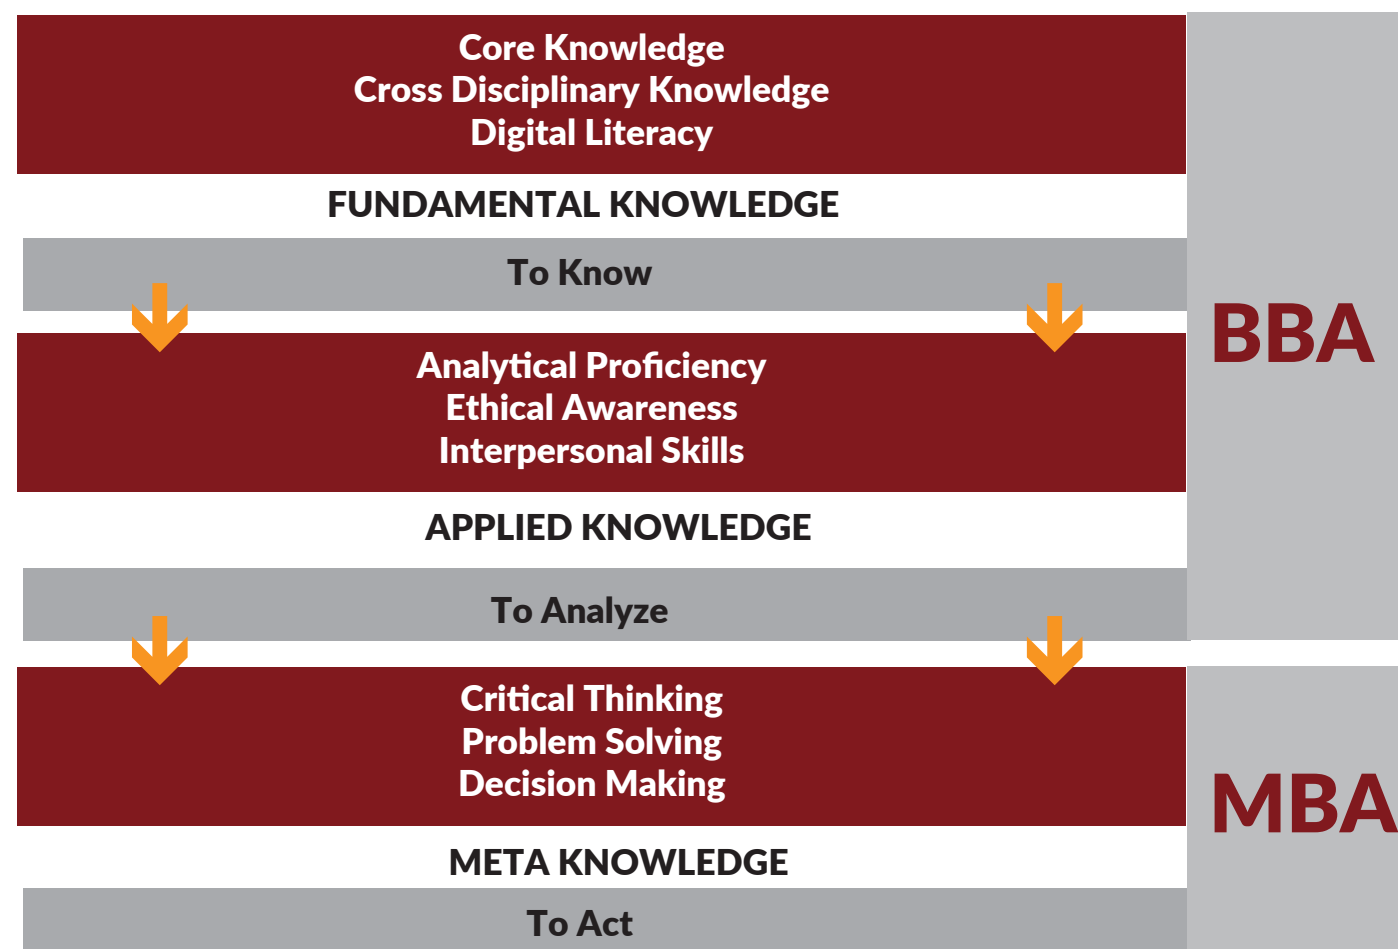 Core Knowledge
Cross Disciplinary Knowledge
Digital Literacy
FUNDAMENTAL KNOWLEDGE
To Know
BBA
Analytical Proficiency
Ethical Awareness
Interpersonal Skills
APPLIED KNOWLEDGE
To Analyze
Critical Thinking
Problem Solving
Decision Making
MBA
META KNOWLEDGE
To Act